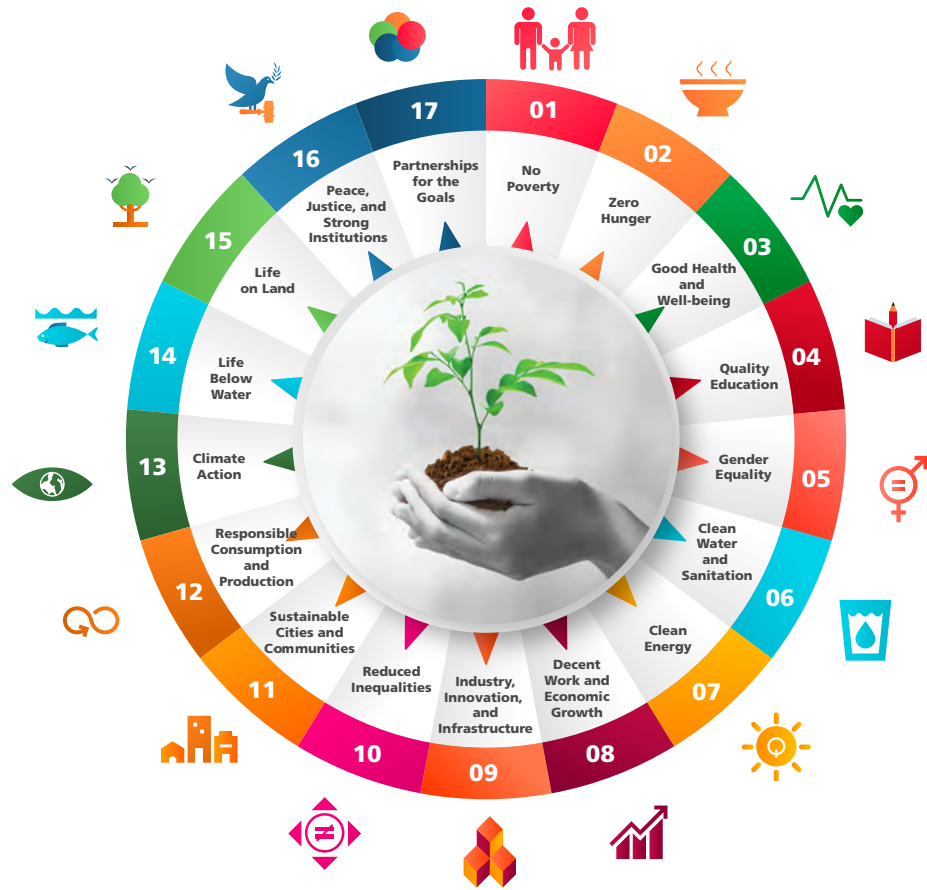 01
No
Poverty
02
Zero
Hunger
03
Good Health
and
Well-being
04
Quality
Education
05
Gender
Equality
06
Clean
Water
and
Sanitation
07
Clean
Energy
08
Decent
Work and
Economic
Growth
09
Industry,
Innovation,
and
Infrastructure
10
Reduced
Inequalities
11
Sustainable
Cities and
Communities
12
Responsible
Consumption
and
Production
13
Climate
Action
14
Life
Below
Water
15
Life
on Land
16
Peace,
Justice, and
Strong
Institutions
17
Partnerships
for the
Goals